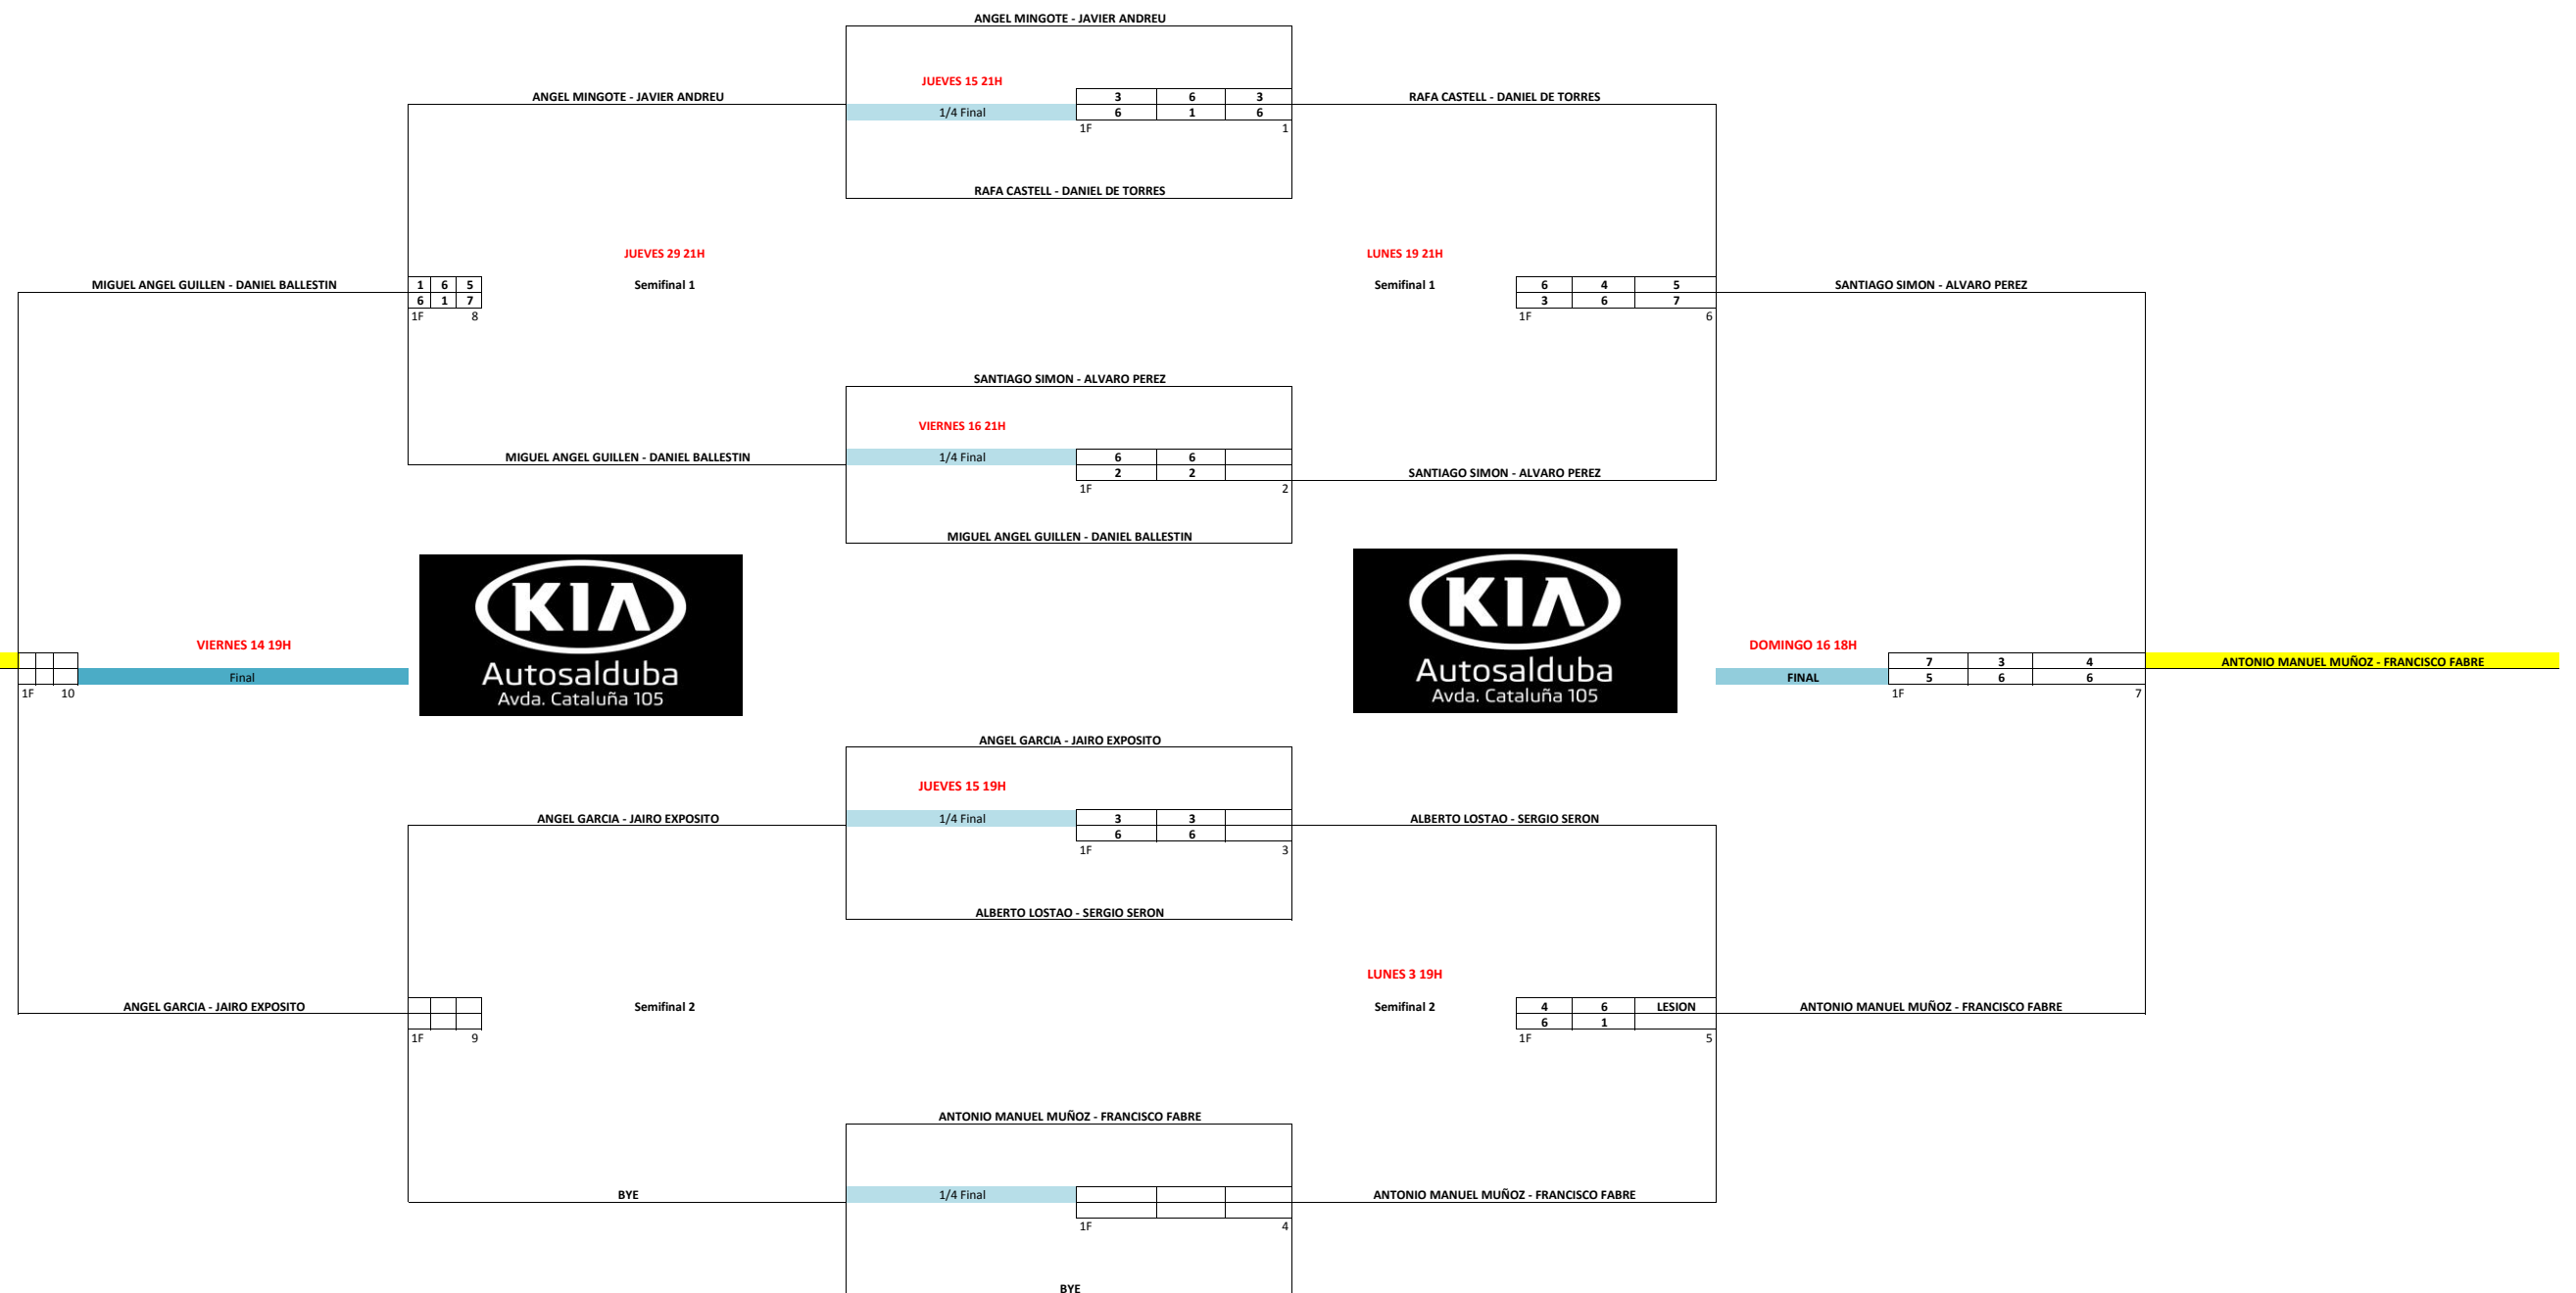 ANGEL MINGOTE - JAVIER ANDREU
JUEVES 15 21H
ANGEL MINGOTE - JAVIER ANDREU
3 6 3
RAFA CASTELL - DANIEL DE TORRES
1/4 Final
6 1 6
1F 1
RAFA CASTELL - DANIEL DE TORRES
JUEVES 29 21H
LUNES 19 21H
MIGUEL ANGEL GUILLEN - DANIEL BALLESTIN
1 6 5
Semifinal 1
Semifinal 1
6 4 5
SANTIAGO SIMON - ALVARO PEREZ
6 1 7
3 6 7
1F 8
1F 6
SANTIAGO SIMON - ALVARO PEREZ
VIERNES 16 21H
MIGUEL ANGEL GUILLEN - DANIEL BALLESTIN
1/4 Final
6 6
2 2
SANTIAGO SIMON - ALVARO PEREZ
1F 2
MIGUEL ANGEL GUILLEN - DANIEL BALLESTIN
KIA
Autosalduba
Avda. Cataluña 105
KIA
Autosalduba
Avda. Cataluña 105
VIERNES 14 19H
DOMINGO 16 18H
7 3 4
ANTONIO MANUEL MUÑOZ - FRANCISCO FABRE
Final
FINAL
5 6 6
1F 10
1F 7
ANGEL GARCIA - JAIRO EXPOSITO
JUEVES 15 19H
ANGEL GARCIA - JAIRO EXPOSITO
1/4 Final
3 3
ALBERTO LOSTAO - SERGIO SERON
6 6
1F 3
ALBERTO LOSTAO - SERGIO SERON
LUNES 3 19H
ANGEL GARCIA - JAIRO EXPOSITO
Semifinal 2
Semifinal 2
4 6 LESION
ANTONIO MANUEL MUÑOZ - FRANCISCO FABRE
6 1
1F 9
1F 5
ANTONIO MANUEL MUÑOZ - FRANCISCO FABRE
BYE
1/4 Final
ANTONIO MANUEL MUÑOZ - FRANCISCO FABRE
1F 4
BYE